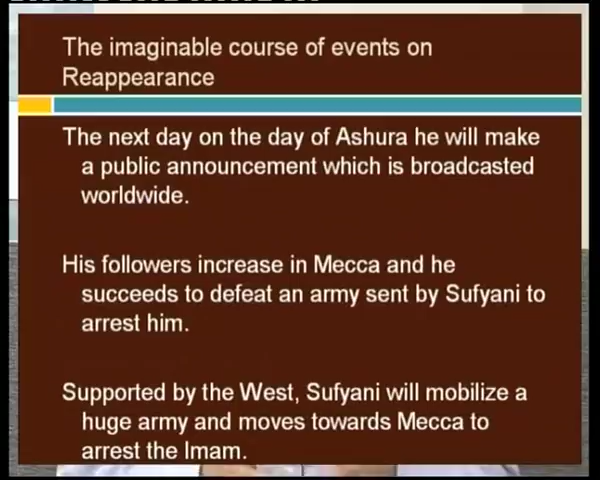 The imaginable course of events on
Reappearance
The next day on the day of Ashura he will make
a public announcement which is broadcasted
worldwide.
His followers increase in Mecca and he
succeeds to defeat an army sent by Sufyani to
arrest him.
Supported by the West, Sufyani will mobilize a
huge army and moves towards Mecca to
arrest the Imam.